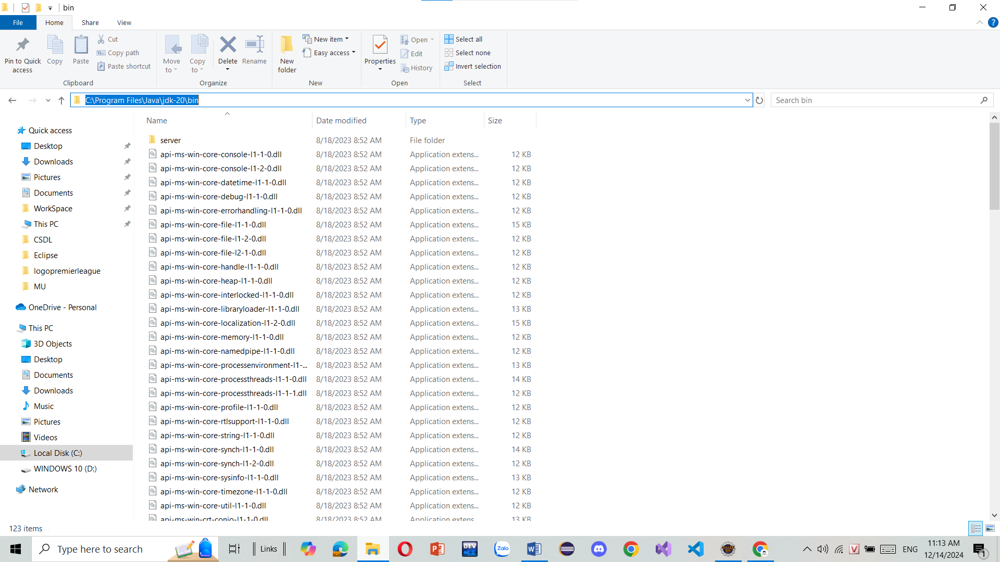 bin
File Home Share View
Pin to Quick access
Copy
Paste
Cut
Copy path
Paste shortcut
Clipboard
Move to
Copy to
Delete
Rename
Organize
New folder
New item
Easy access
New
Properties
Open
Edit
History
Open
Select all
Select none
Invert selection
Select
C:\Program Files\Java\jdk-20\bin
Search bin
Quick access
Desktop
Downloads
Pictures
Documents
WorkSpace
This PC
CSDL
Eclipse
logopremierleague
MU
OneDrive - Personal
This PC
3D Objects
Desktop
Documents
Downloads
Music
Pictures
Videos
Local Disk (C:)
WINDOWS 10 (D:)
Network
Name Date modified Type Size
server 8/18/2023 8:52 AM File folder
api-ms-win-core-console-l1-1-0.dll 8/18/2023 8:52 AM Application extens... 12 KB
api-ms-win-core-console-l1-2-0.dll 8/18/2023 8:52 AM Application extens... 12 KB
api-ms-win-core-datetime-l1-1-0.dll 8/18/2023 8:52 AM Application extens... 12 KB
api-ms-win-core-debug-l1-1-0.dll 8/18/2023 8:52 AM Application extens... 12 KB
api-ms-win-core-errorhandling-l1-1-0.dll 8/18/2023 8:52 AM Application extens... 12 KB
api-ms-win-core-file-l1-1-0.dll 8/18/2023 8:52 AM Application extens... 15 KB
api-ms-win-core-file-l1-2-0.dll 8/18/2023 8:52 AM Application extens... 12 KB
api-ms-win-core-file-l2-1-0.dll 8/18/2023 8:52 AM Application extens... 12 KB
api-ms-win-core-handle-l1-1-0.dll 8/18/2023 8:52 AM Application extens... 12 KB
api-ms-win-core-heap-l1-1-0.dll 8/18/2023 8:52 AM Application extens... 12 KB
api-ms-win-core-interlocked-l1-1-0.dll 8/18/2023 8:52 AM Application extens... 12 KB
api-ms-win-core-libraryloader-l1-1-0.dll 8/18/2023 8:52 AM Application extens... 13 KB
api-ms-win-core-localization-l1-2-0.dll 8/18/2023 8:52 AM Application extens... 15 KB
api-ms-win-core-memory-l1-1-0.dll 8/18/2023 8:52 AM Application extens... 12 KB
api-ms-win-core-namedpipe-l1-1-0.dll 8/18/2023 8:52 AM Application extens... 12 KB
api-ms-win-core-processenvironment-l1-... 8/18/2023 8:52 AM Application extens... 13 KB
api-ms-win-core-processthreads-l1-1-0.dll 8/18/2023 8:52 AM Application extens... 14 KB
api-ms-win-core-processthreads-l1-1-1.dll 8/18/2023 8:52 AM Application extens... 12 KB
api-ms-win-core-profile-l1-1-0.dll 8/18/2023 8:52 AM Application extens... 12 KB
api-ms-win-core-rtlsupport-l1-1-0.dll 8/18/2023 8:52 AM Application extens... 12 KB
api-ms-win-core-string-l1-1-0.dll 8/18/2023 8:52 AM Application extens... 12 KB
api-ms-win-core-synch-l1-1-0.dll 8/18/2023 8:52 AM Application extens... 14 KB
api-ms-win-core-synch-l1-2-0.dll 8/18/2023 8:52 AM Application extens... 12 KB
api-ms-win-core-sysinfo-l1-1-0.dll 8/18/2023 8:52 AM Application extens... 13 KB
api-ms-win-core-timezone-l1-1-0.dll 8/18/2023 8:52 AM Application extens... 12 KB
api-ms-win-core-util-l1-1-0.dll 8/18/2023 8:52 AM Application extens... 12 KB
api-ms-win-crt-conio-l1-1-0.dll 8/18/2023 8:52 AM Application extens... 13 KB
123 items
Type here to search
Links
DEV C++
Zalo
ENG
11:13 AM
12/14/2024
1